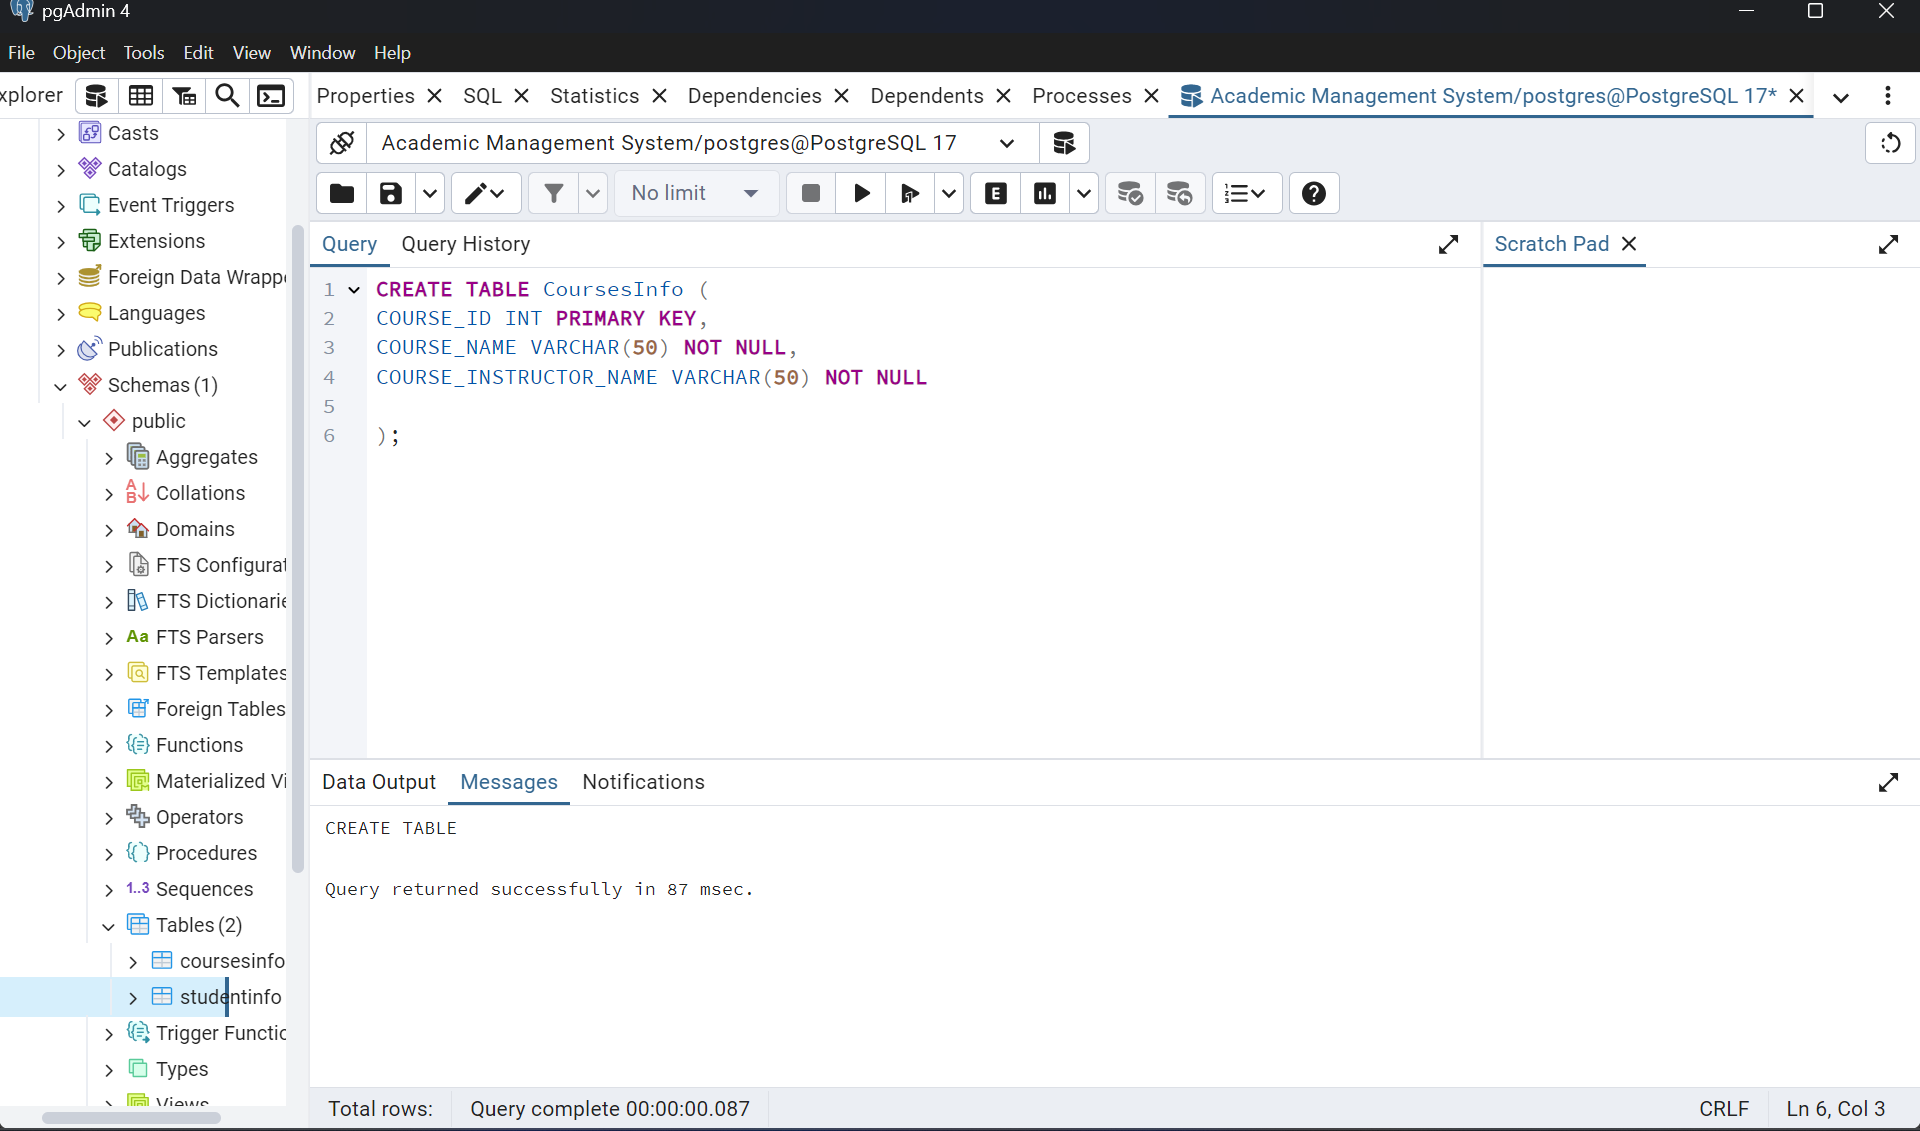 pgAdmin 4
File Object Tools Edit View Window Help
xplorer
Properties SQL Statistics Dependencies Dependents Processes Academic Management System/postgres@PostgreSQL 17*
Casts
Catalogs
Event Triggers
Extensions
Foreign Data Wrappe
Languages
Publications
Schemas (1)
public
Aggregates
Collations
Domains
FTS Configurat
FTS Dictionarie
Aa FTS Parsers
FTS Templates
Foreign Tables
Functions
Materialized Vi
Operators
Procedures
1..3 Sequences
Tables (2)
coursesinfo
studentinfo
Trigger Functic
Types
Views
Academic Management System/postgres@PostgreSQL 17
No limit
E
Query Query History
Scratch Pad
1 CREATE TABLE CoursesInfo (
2 COURSE_ID INT PRIMARY KEY,
3 COURSE_NAME VARCHAR(50) NOT NULL,
4 COURSE_INSTRUCTOR_NAME VARCHAR(50) NOT NULL
5
6 );
Data Output Messages Notifications
CREATE TABLE
Query returned successfully in 87 msec.
Total rows: Query complete 00:00:00.087
CRLF Ln 6, Col 3